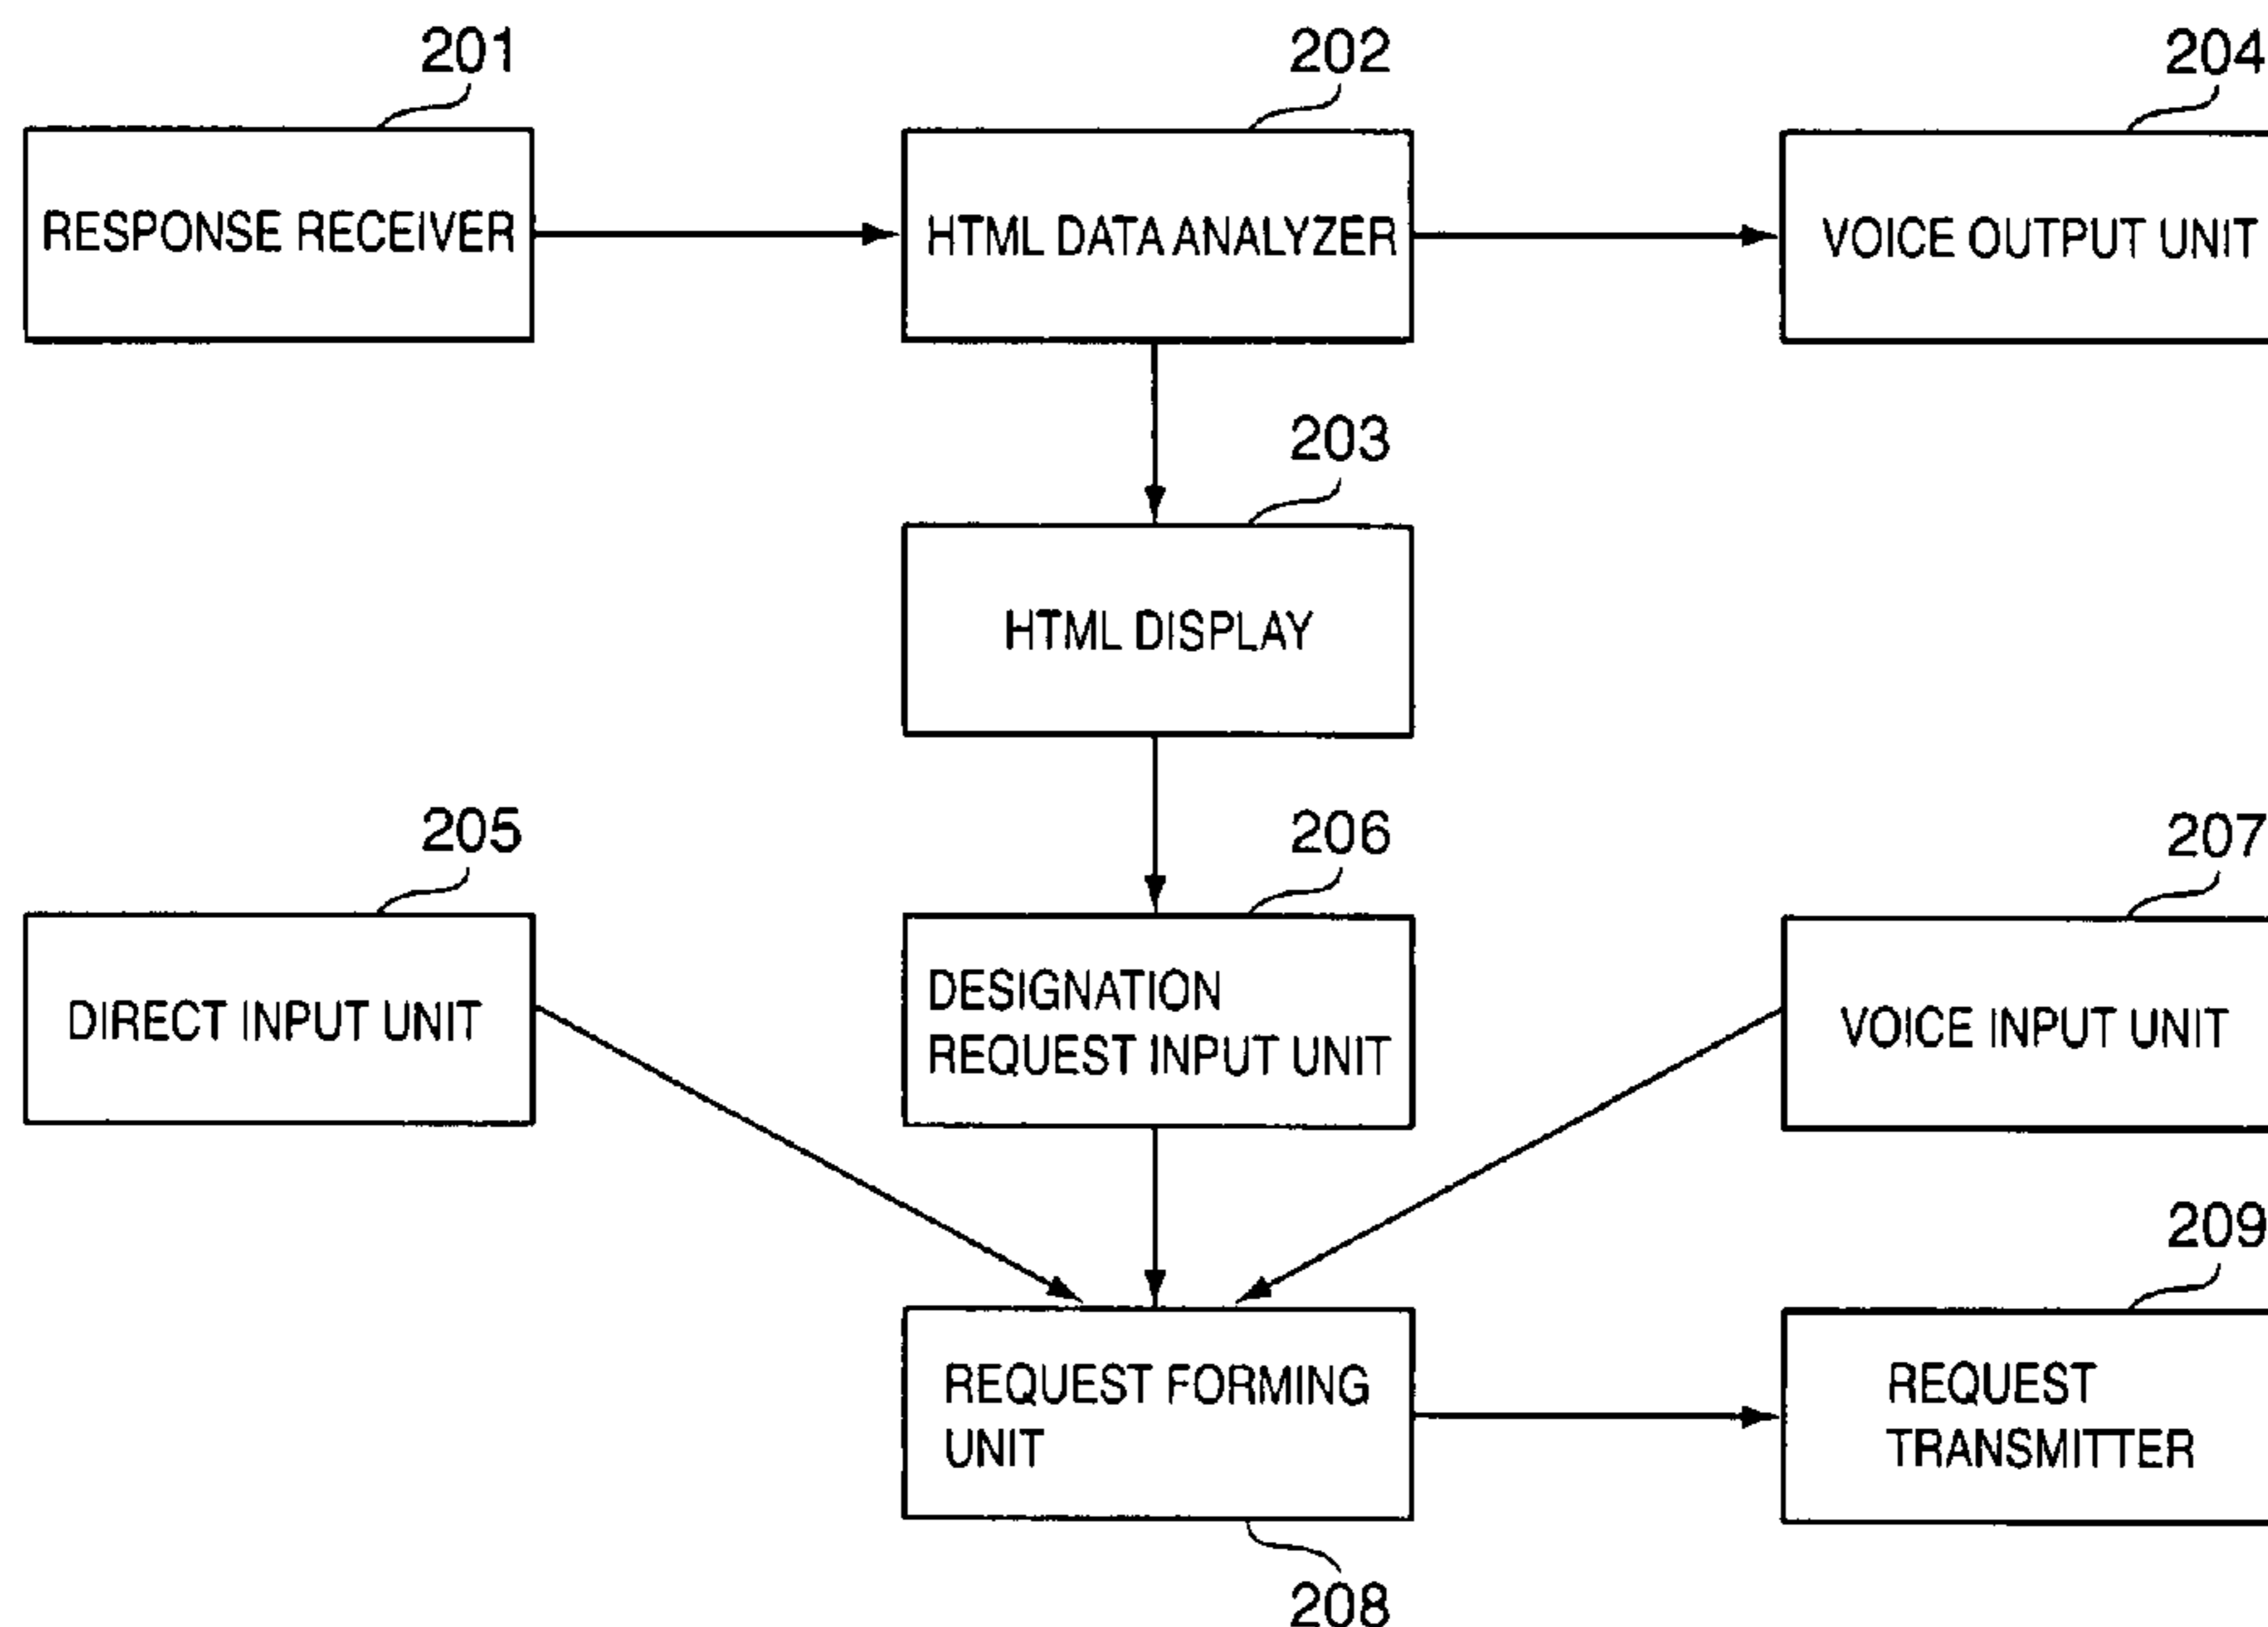 201
202
204
RESPONSE RECEIVER
HTML DATA ANALYZER
VOICE OUTPUT UNIT
203
HTML DISPLAY
205
206
207
DIRECT INPUT UNIT
DESIGNATION
REQUEST INPUT UNIT
VOICE INPUT UNIT
209
REQUEST FORMING
UNIT
REQUEST
TRANSMITTER
208